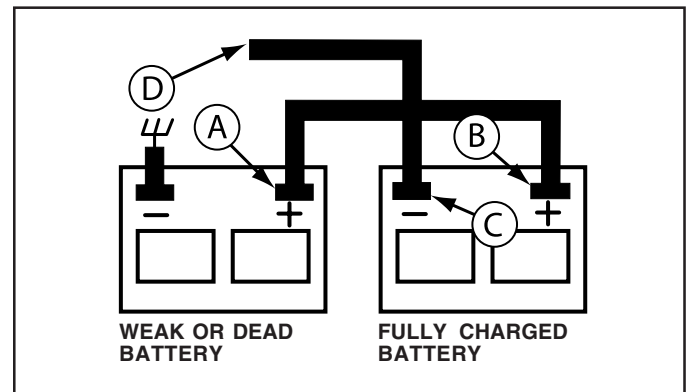 D
A
B
C
− + − +
WEAK OR DEAD
BATTERY
FULLY CHARGED
BATTERY